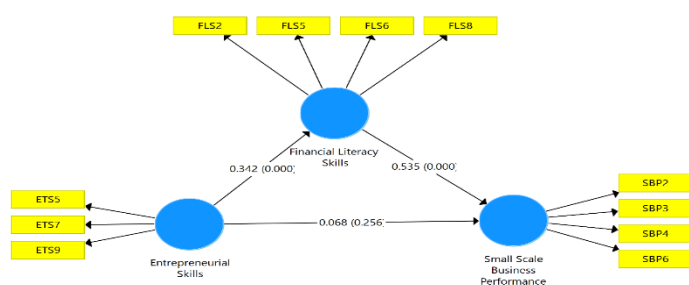 FLS2 FLS5 FLS6 FLS8
Financial Literacy
Skills
0.342 (0.000)
0.535 (0.000)
ETS5
ETS7
ETS9
0.068 (0.256)
SBP2
SBP3
SBP4
SBP6
Entrepreneurial
Skills
Small Scale
Business
Performance